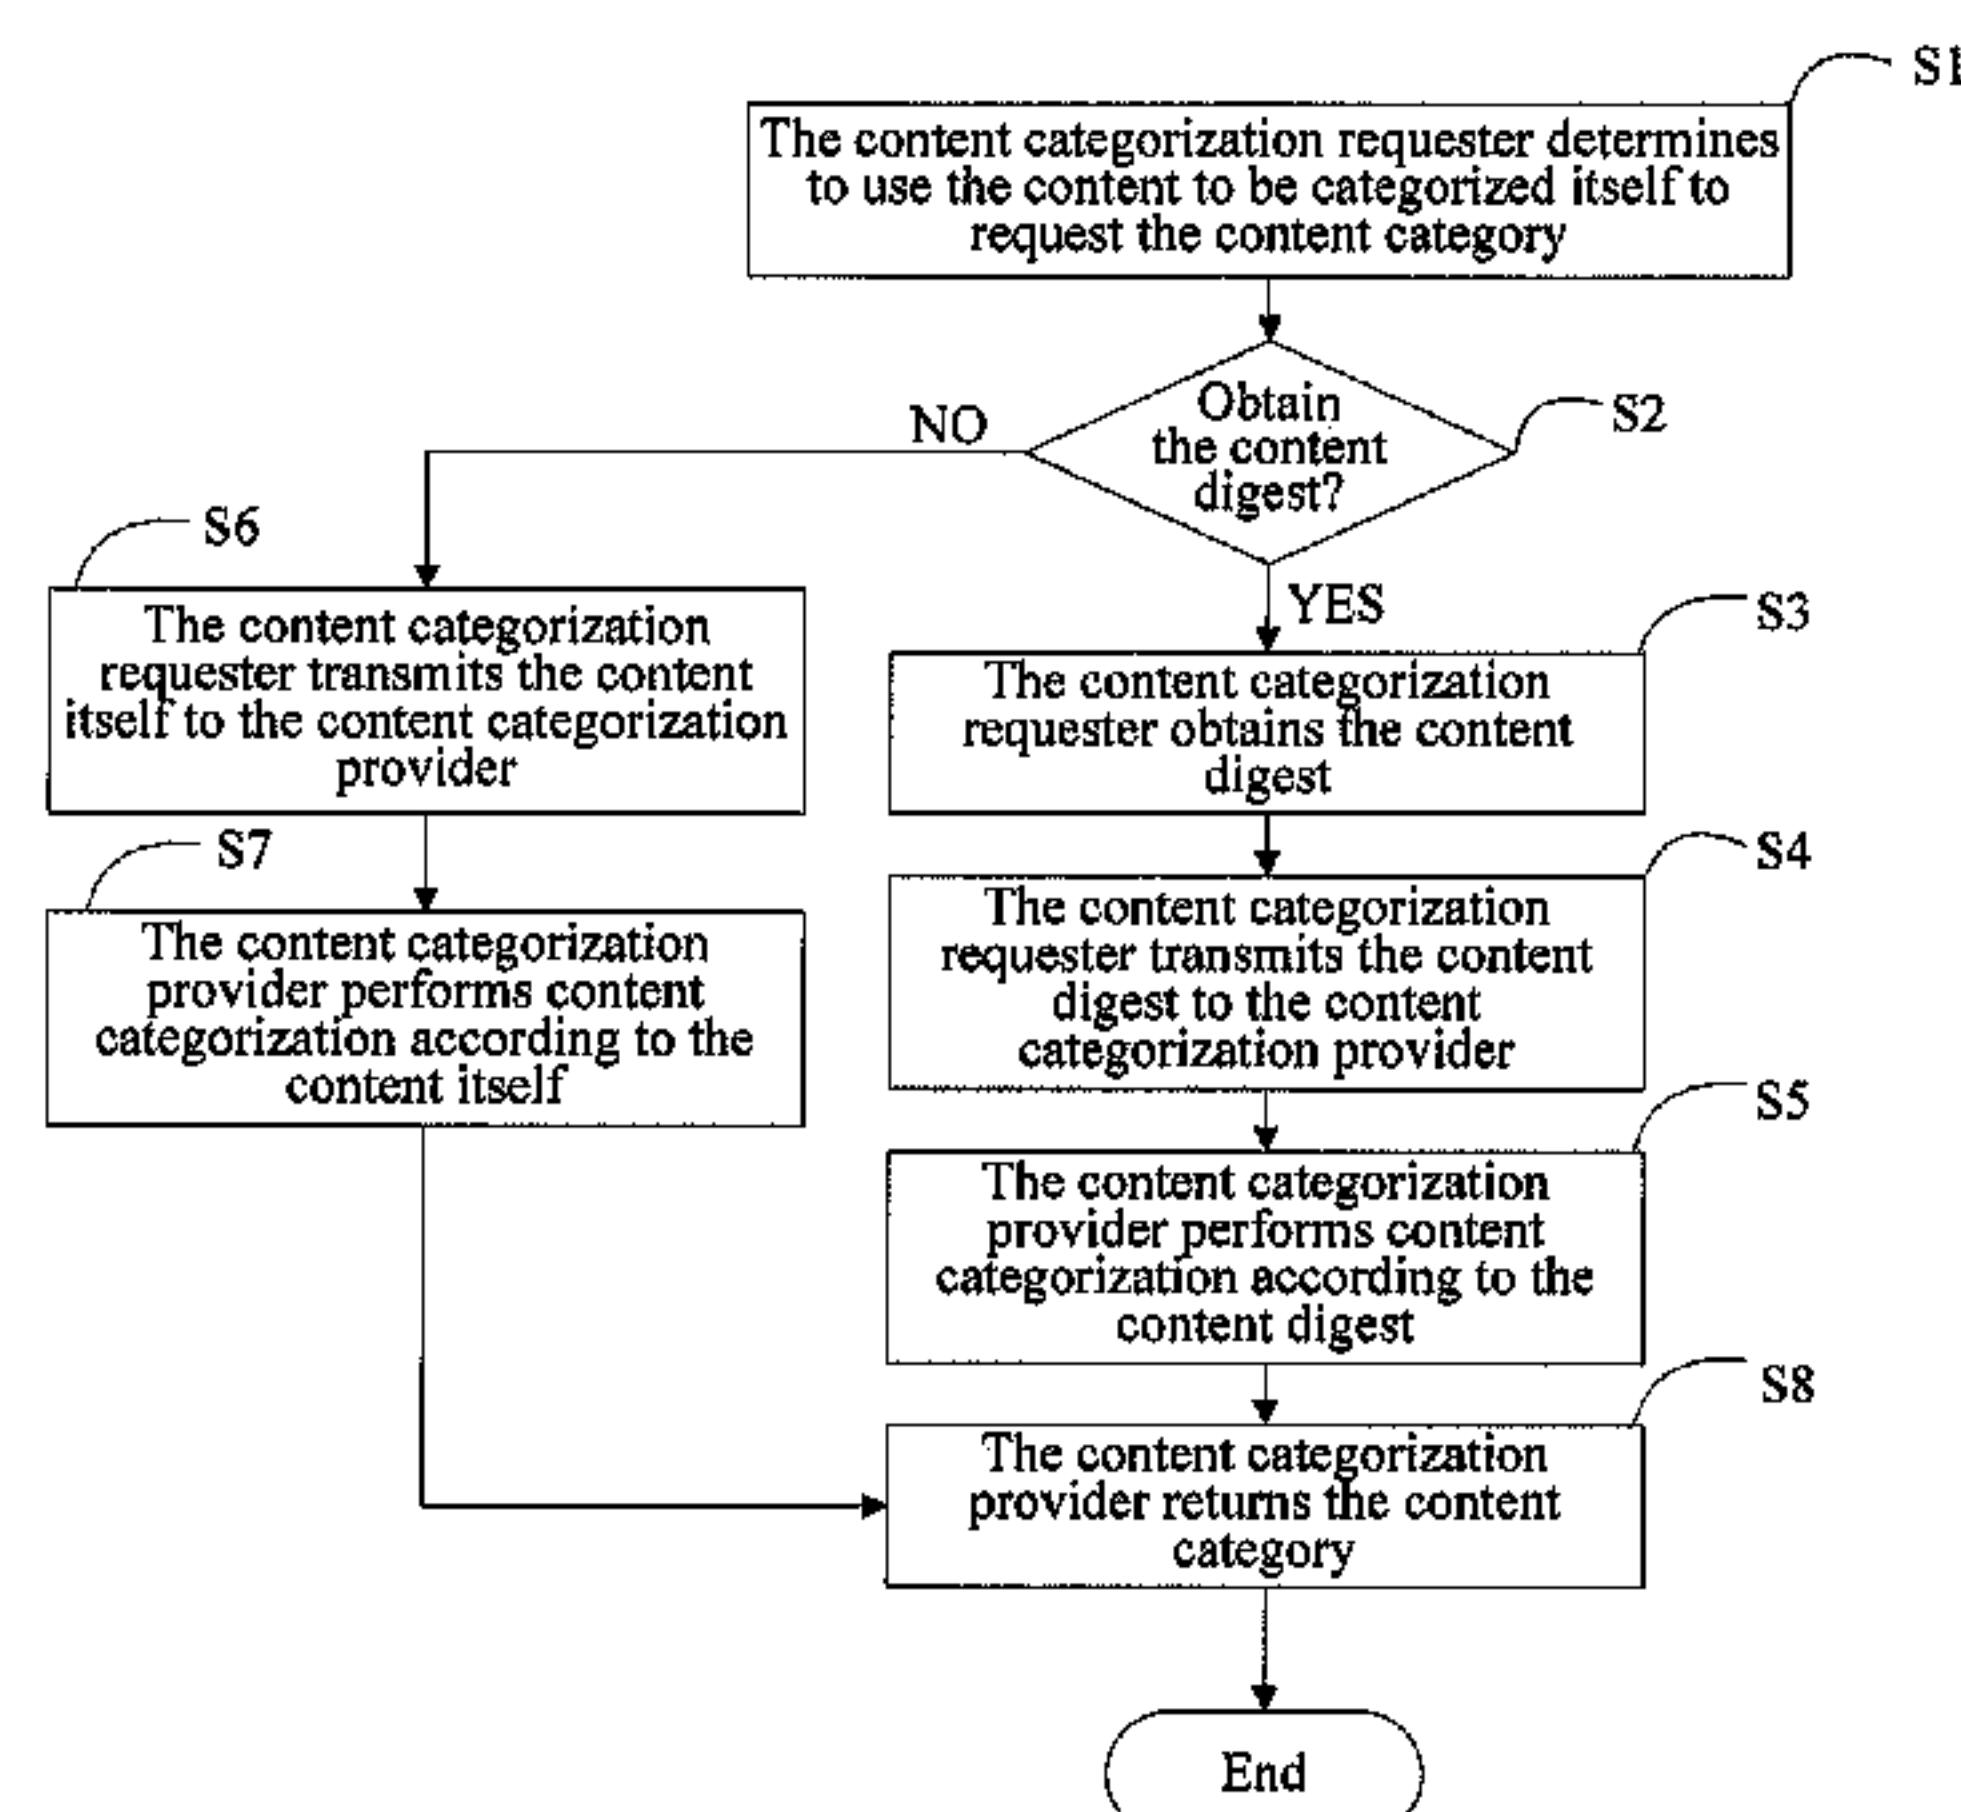 S1
The content categorization requester determines
to use the content to be categorized itself to
request the content category
Obtain
the content
digest?
S2
NO
YES
S6
The content categorization
requester transmits the content
itself to the content categorization
provider
S3
The content categorization
requester obtains the content
digest
S7
The content categorization
provider performs content
categorization according to the
content itself
S4
The content categorization
requester transmits the content
digest to the content
categorization provider
S5
The content categorization
provider performs content
categorization according to the
content digest
S8
The content categorization
provider returns the content
category
End